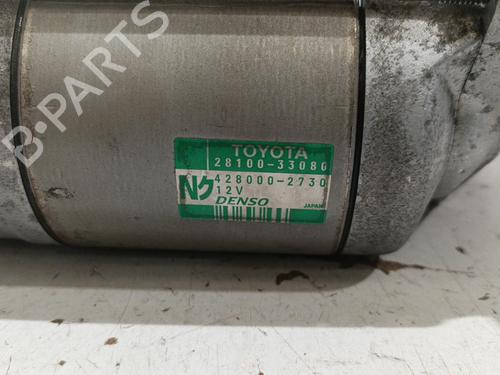 B-PARTS
TOYOTA
28100-33080
428000-2730
12V
DENSO
JAPAN